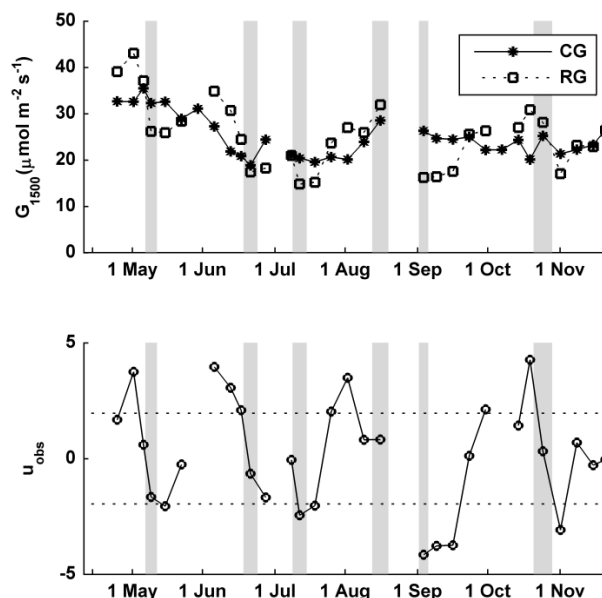 50
40
30
20
10
0
G1500 (μmol m−2 s−1)
CG
RG
1 May 1 Jun 1 Jul 1 Aug 1 Sep 1 Oct 1 Nov
5
0
-5
uobs
1 May 1 Jun 1 Jul 1 Aug 1 Sep 1 Oct 1 Nov